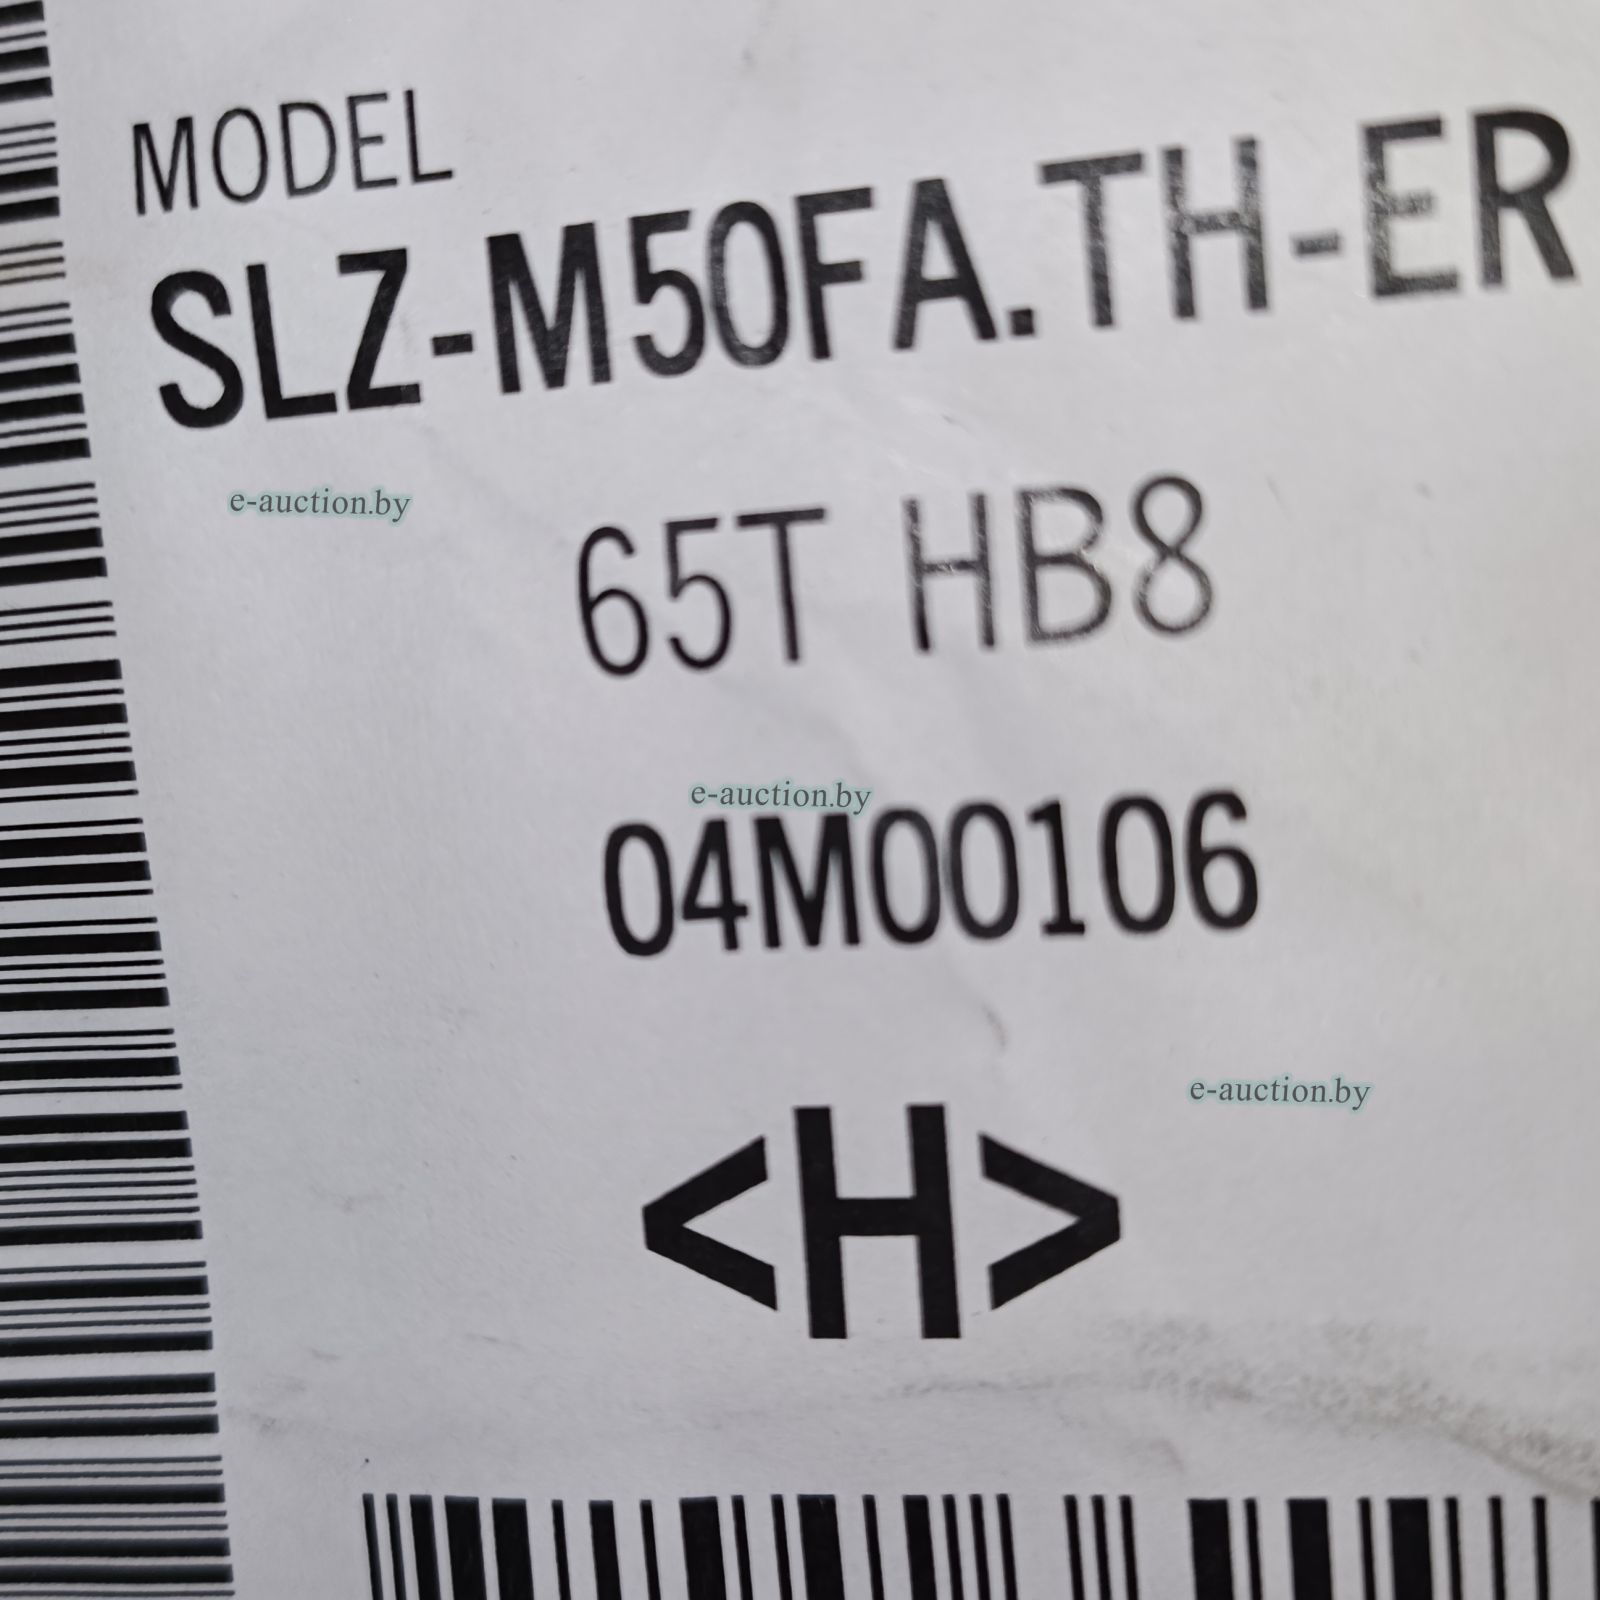 MODEL
SLZ-M50FA.TH-ER
e-auction.by
65T HB8
e-auction.by
04M00106
e-auction.by
<H>